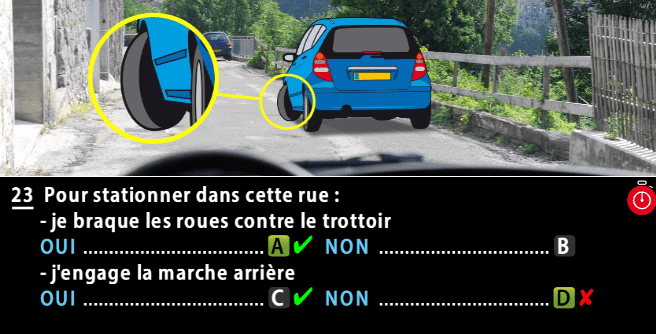 23 Pour stationner dans cette rue :
- je braque les roues contre le trottoir
OUI .................................. A ✔ NON ................................ B
- j'engage la marche arrière
OUI .................................. C ✔ NON ................................ D ✘